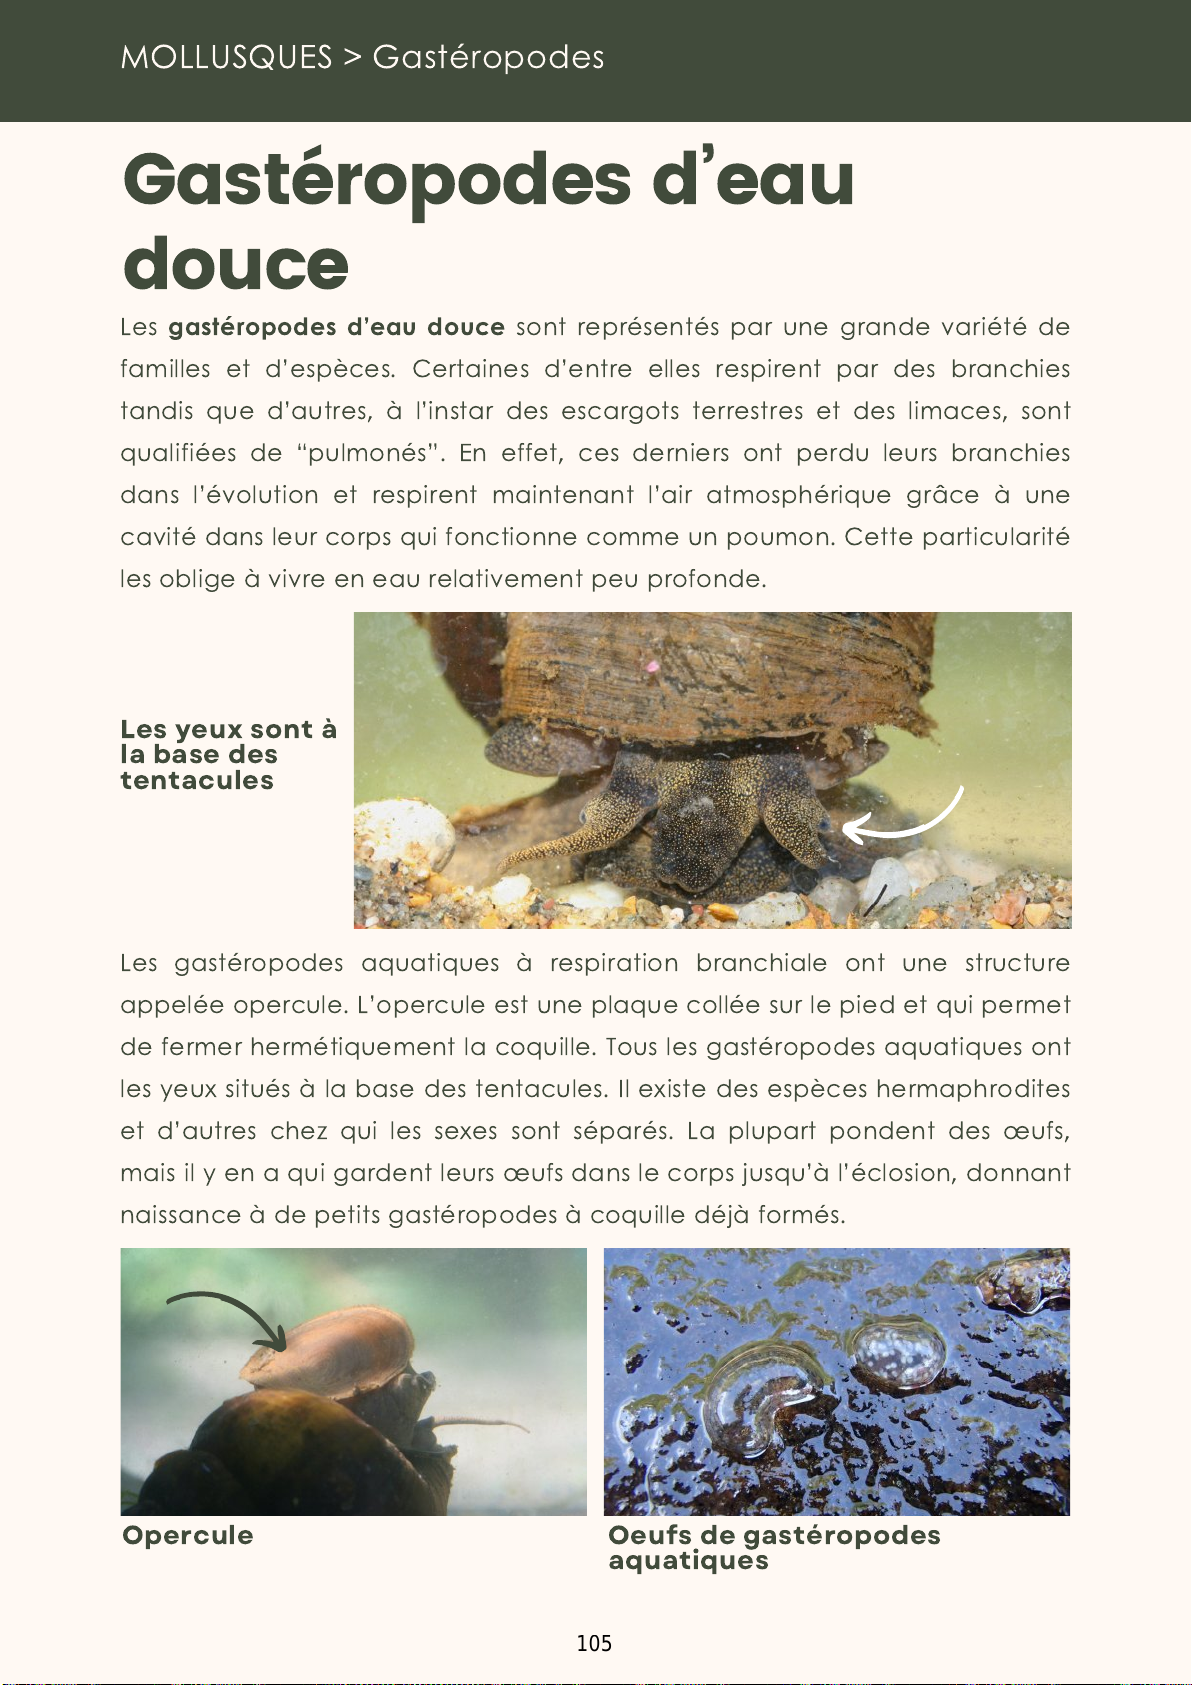 MOLLUSQUES > Gastéropodes
Gastéropodes d’eau
douce
Les gastéropodes d’eau douce sont représentés par une grande variété de
familles et d’espèces. Certaines d’entre elles respirent par des branchies
tandis que d’autres, à l’instar des escargots terrestres et des limaces, sont
qualifiées de “pulmonés”. En effet, ces derniers ont perdu leurs branchies
dans l’évolution et respirent maintenant l’air atmosphérique grâce à une
cavité dans leur corps qui fonctionne comme un poumon. Cette particularité
les oblige à vivre en eau relativement peu profonde.
Les yeux sont à
la base des
tentacules
Les gastéropodes aquatiques à respiration branchiale ont une structure
appelée opercule. L’opercule est une plaque collée sur le pied et qui permet
de fermer hermétiquement la coquille. Tous les gastéropodes aquatiques ont
les yeux situés à la base des tentacules. Il existe des espèces hermaphrodites
et d’autres chez qui les sexes sont séparés. La plupart pondent des œufs,
mais il y en a qui gardent leurs œufs dans le corps jusqu’à l’éclosion, donnant
naissance à de petits gastéropodes à coquille déjà formés.
Opercule
Oeufs de gastéropodes
aquatiques
105